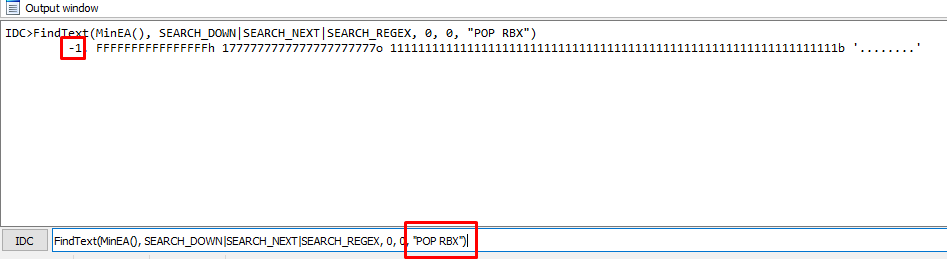 Output window
IDC>FindText(MinEA(), SEARCH_DOWN|SEARCH_NEXT|SEARCH_REGEX, 0, 0, "POP RBX")
-1. FFFFFFFFFFFFFFFFh 1777777777777777777777o 1111111111111111111111111111111111111111111111111111111111111111b '........'
IDC
FindText(MinEA(), SEARCH_DOWN|SEARCH_NEXT|SEARCH_REGEX, 0, 0, "POP RBX")